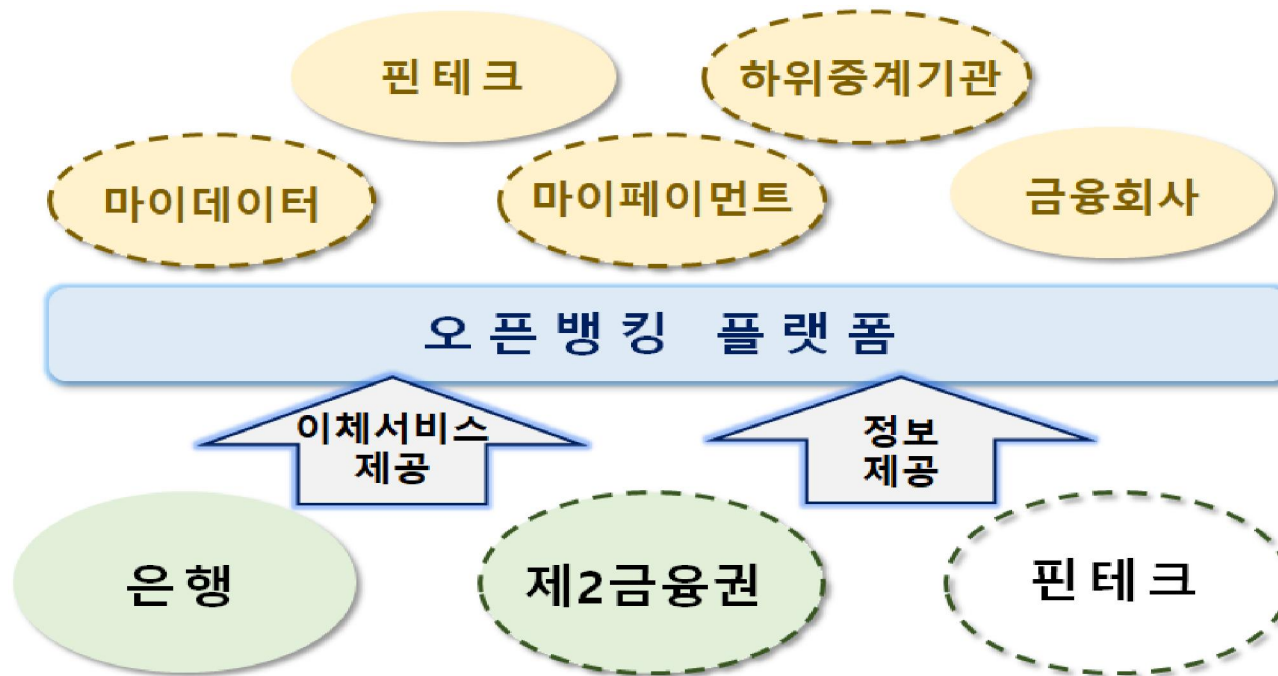 핀테크
하위중계기관
마이데이터
마이페이먼트
금융회사
오픈뱅킹 플랫폼
이체서비스
제공
정보
제공
은행
제2금융권
핀테크